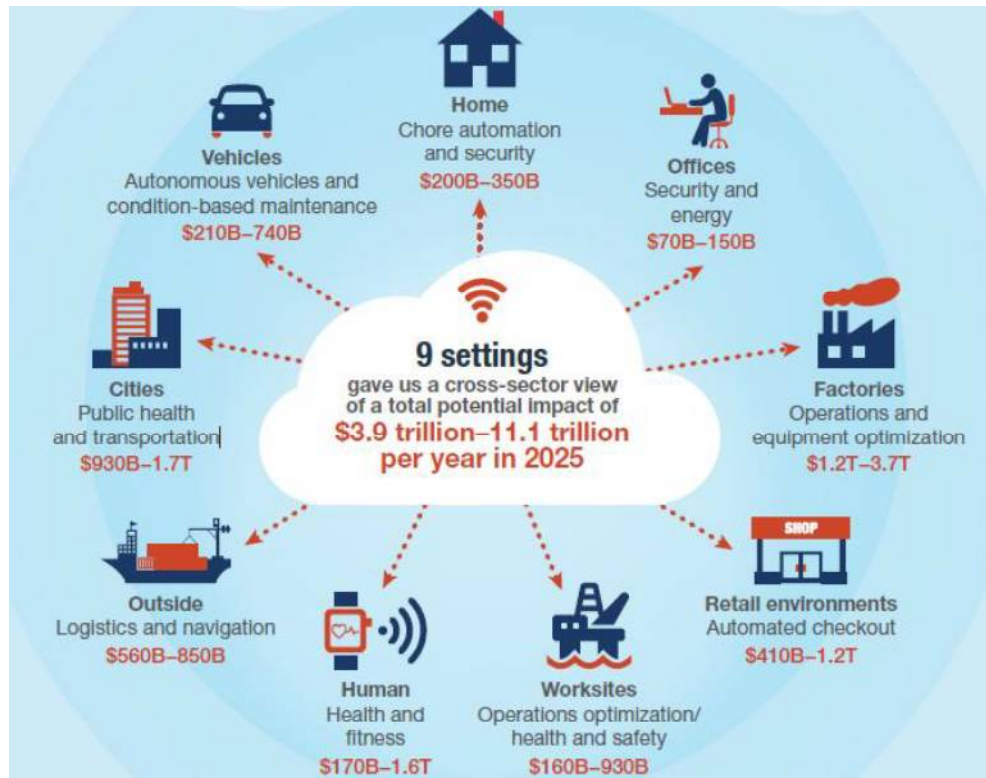 Home
Chore automation
and security
$200B–350B
Offices
Security and
energy
$70B–150B
Vehicles
Autonomous vehicles and
condition-based maintenance
$210B–740B
9 settings
gave us a cross-sector view
of a total potential impact of
$3.9 trillion–11.1 trillion
per year in 2025
Cities
Public health
and transportation
$930B–1.7T
Factories
Operations and
equipment optimization
$1.2T–3.7T
Outside
Logistics and navigation
$560B–850B
SHOP
Retail environments
Automated checkout
$410B–1.2T
Human
Health and
fitness
$170B–1.6T
Worksites
Operations optimization/
health and safety
$160B–930B